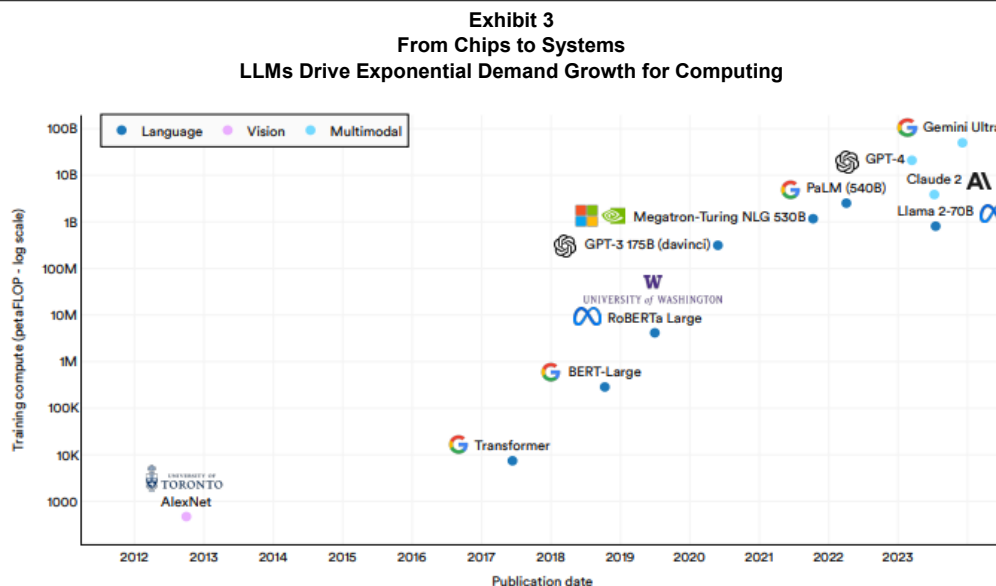 Exhibit 3
From Chips to Systems
LLMs Drive Exponential Demand Growth for Computing
Language
Vision
Multimodal
Training compute (petaFLOP - log scale)
100B
10B
1B
100M
10M
1M
100K
10K
1000
Gemini Ultra
GPT-4
Claude 2 A\
PaLM (540B)
Llama 2-70B
Megatron-Turing NLG 530B
GPT-3 175B (davinci)
W
UNIVERSITY of WASHINGTON
RoBERTa Large
BERT-Large
Transformer
UNIVERSITY OF
TORONTO
AlexNet
2012 2013 2014 2015 2016 2017 2018 2019 2020 2021 2022 2023
Publication date